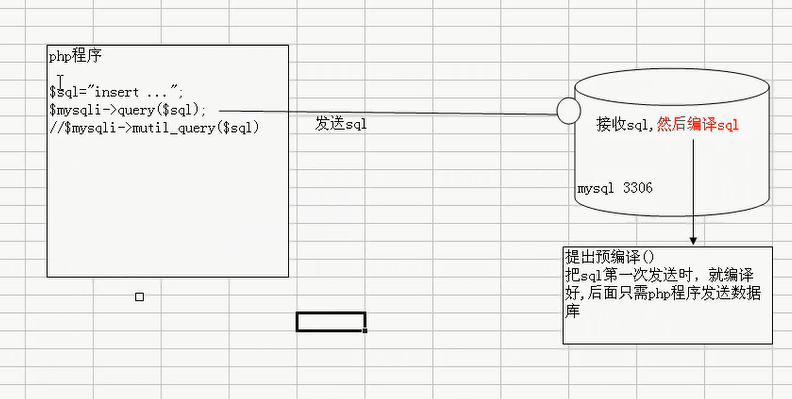 php程序
$sql="insert ...";
$mysqli->query($sql);
//$mysqli->mutil_query($sql)
发送sql
接收sql,然后编译sql
mysql 3306
提出预编译()
把sql第一次发送时，就编译
好,后面只需php程序发送数据
库